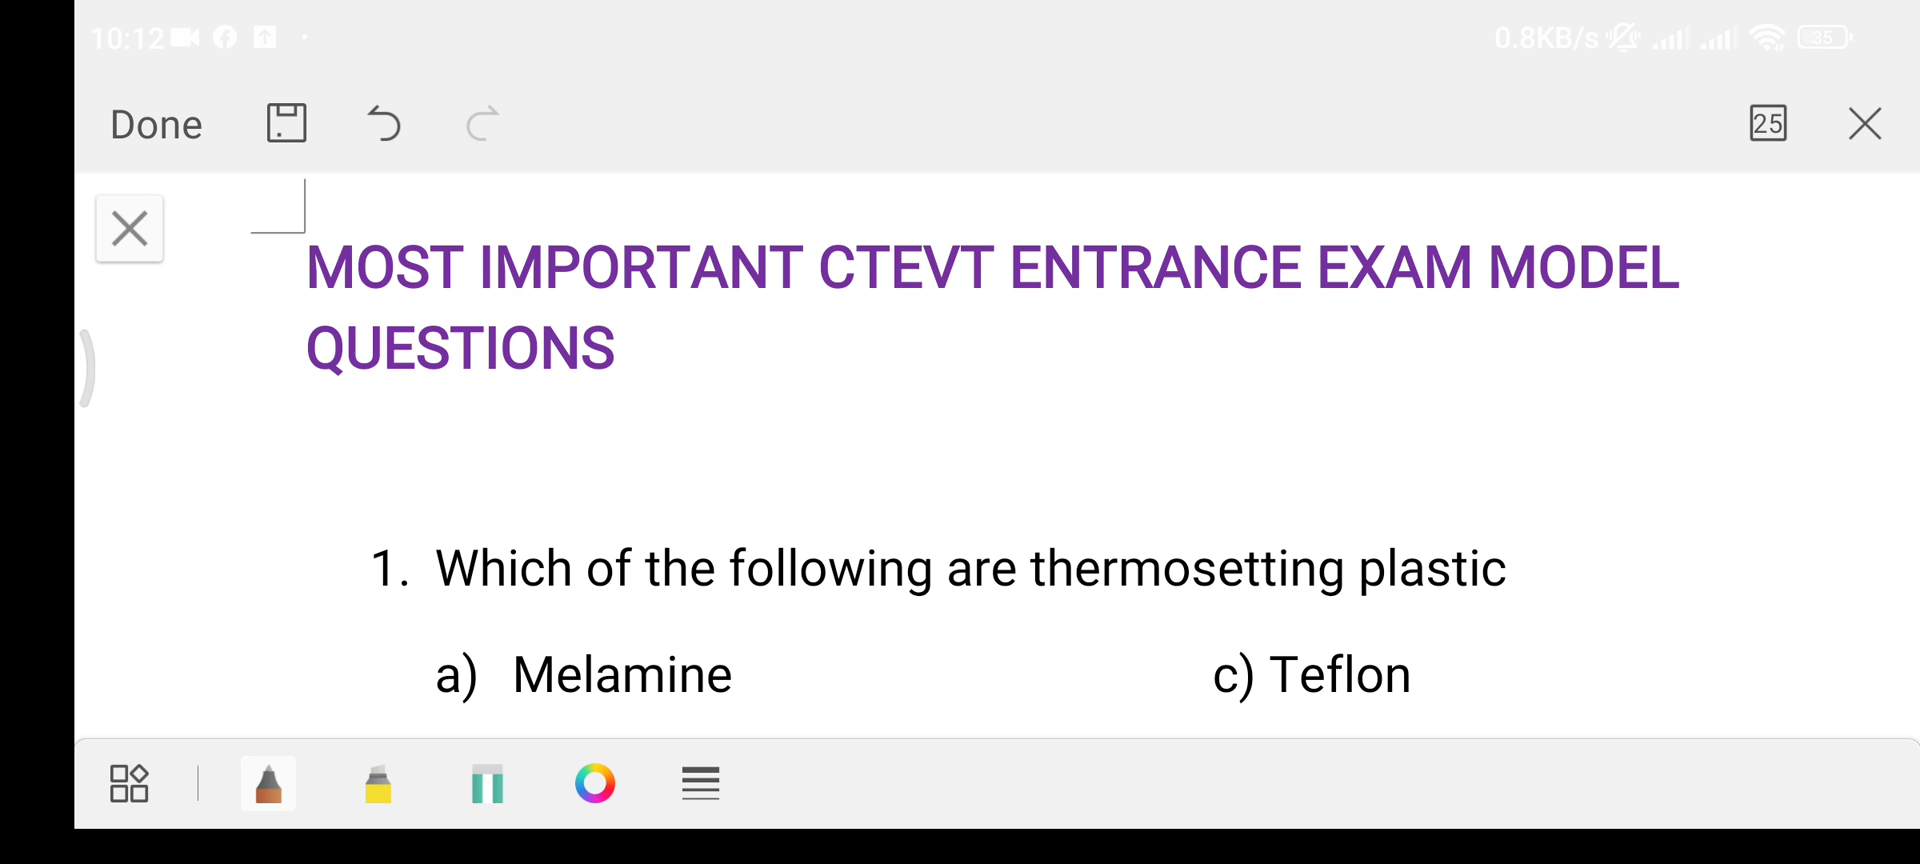 10:12 0.8KB/s 35
Done 25
MOST IMPORTANT CTEVT ENTRANCE EXAM MODEL
QUESTIONS
1. Which of the following are thermosetting plastic
a) Melamine c) Teflon